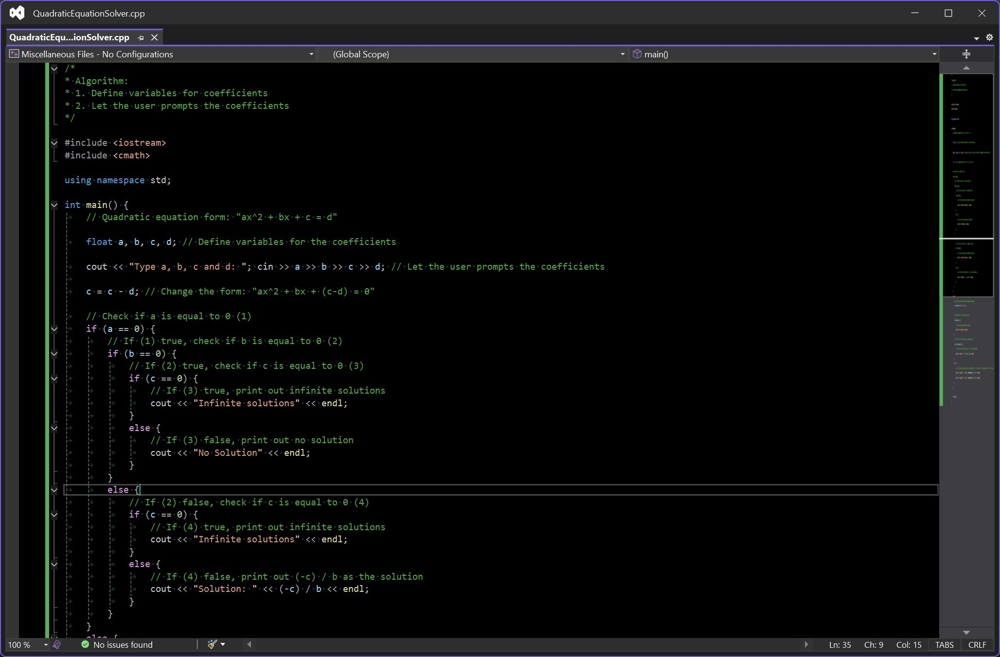 QuadraticEquationSolver.cpp
QuadraticEqu...ionSolver.cpp
Miscellaneous Files - No Configurations (Global Scope) main()
/*
* Algorithm:
* 1. Define variables for coefficients
* 2. Let the user prompts the coefficients
*/
#include <iostream>
#include <cmath>
using namespace std;
int main() {
// Quadratic equation form: "ax^2 + bx + c = d"
float a, b, c, d; // Define variables for the coefficients
cout << "Type a, b, c and d: "; cin >> a >> b >> c >> d; // Let the user prompts the coefficients
c = c - d; // Change the form: "ax^2 + bx + (c-d) = 0"
// Check if a is equal to 0 (1)
if (a == 0) {
// If (1) true, check if b is equal to 0 (2)
if (b == 0) {
// If (2) true, check if c is equal to 0 (3)
if (c == 0) {
// If (3) true, print out infinite solutions
cout << "Infinite solutions" << endl;
}
else {
// If (3) false, print out no solution
cout << "No Solution" << endl;
}
}
else {
// If (2) false, check if c is equal to 0 (4)
if (c == 0) {
// If (4) true, print out infinite solutions
cout << "Infinite solutions" << endl;
}
else {
// If (4) false, print out (-c) / b as the solution
cout << "Solution: " << (-c) / b << endl;
}
}
}
else {
100 % No issues found Ln: 35 Ch: 9 Col: 15 TABS CRLF